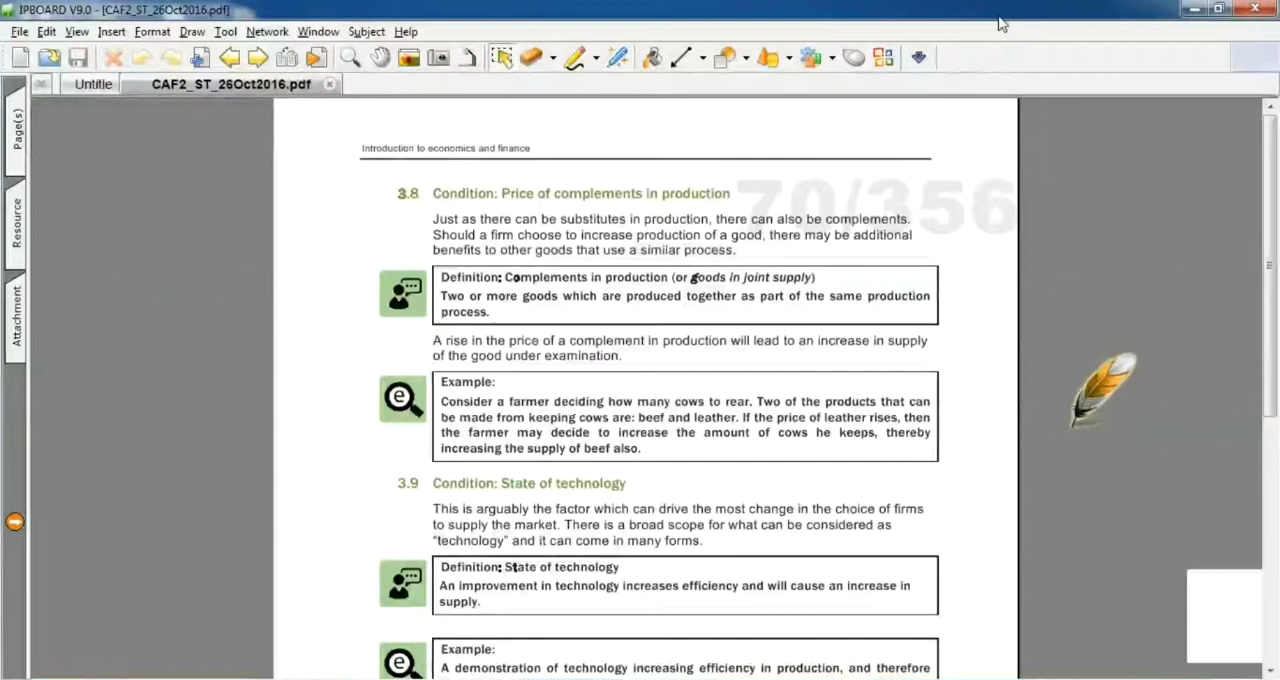 IPBOARD V9.0 - [CAF2_ST_26Oct2016.pdf]
File Edit View Insert Format Draw Tool Network Window Subject Help
Untitle CAF2_ST_26Oct2016.pdf
Page(s)
Resource
Attachment
Introduction to economics and finance
70/356
3.8 Condition: Price of complements in production
Just as there can be substitutes in production, there can also be complements.
Should a firm choose to increase production of a good, there may be additional
benefits to other goods that use a similar process.
Definition: Complements in production (or goods in joint supply)
Two or more goods which are produced together as part of the same production
process.
A rise in the price of a complement in production will lead to an increase in supply
of the good under examination.
e
Example:
Consider a farmer deciding how many cows to rear. Two of the products that can
be made from keeping cows are: beef and leather. If the price of leather rises, then
the farmer may decide to increase the amount of cows he keeps, thereby
increasing the supply of beef also.
3.9 Condition: State of technology
This is arguably the factor which can drive the most change in the choice of firms
to supply the market. There is a broad scope for what can be considered as
"technology" and it can come in many forms.
Definition: State of technology
An improvement in technology increases efficiency and will cause an increase in
supply.
e
Example:
A demonstration of technology increasing efficiency in production, and therefore